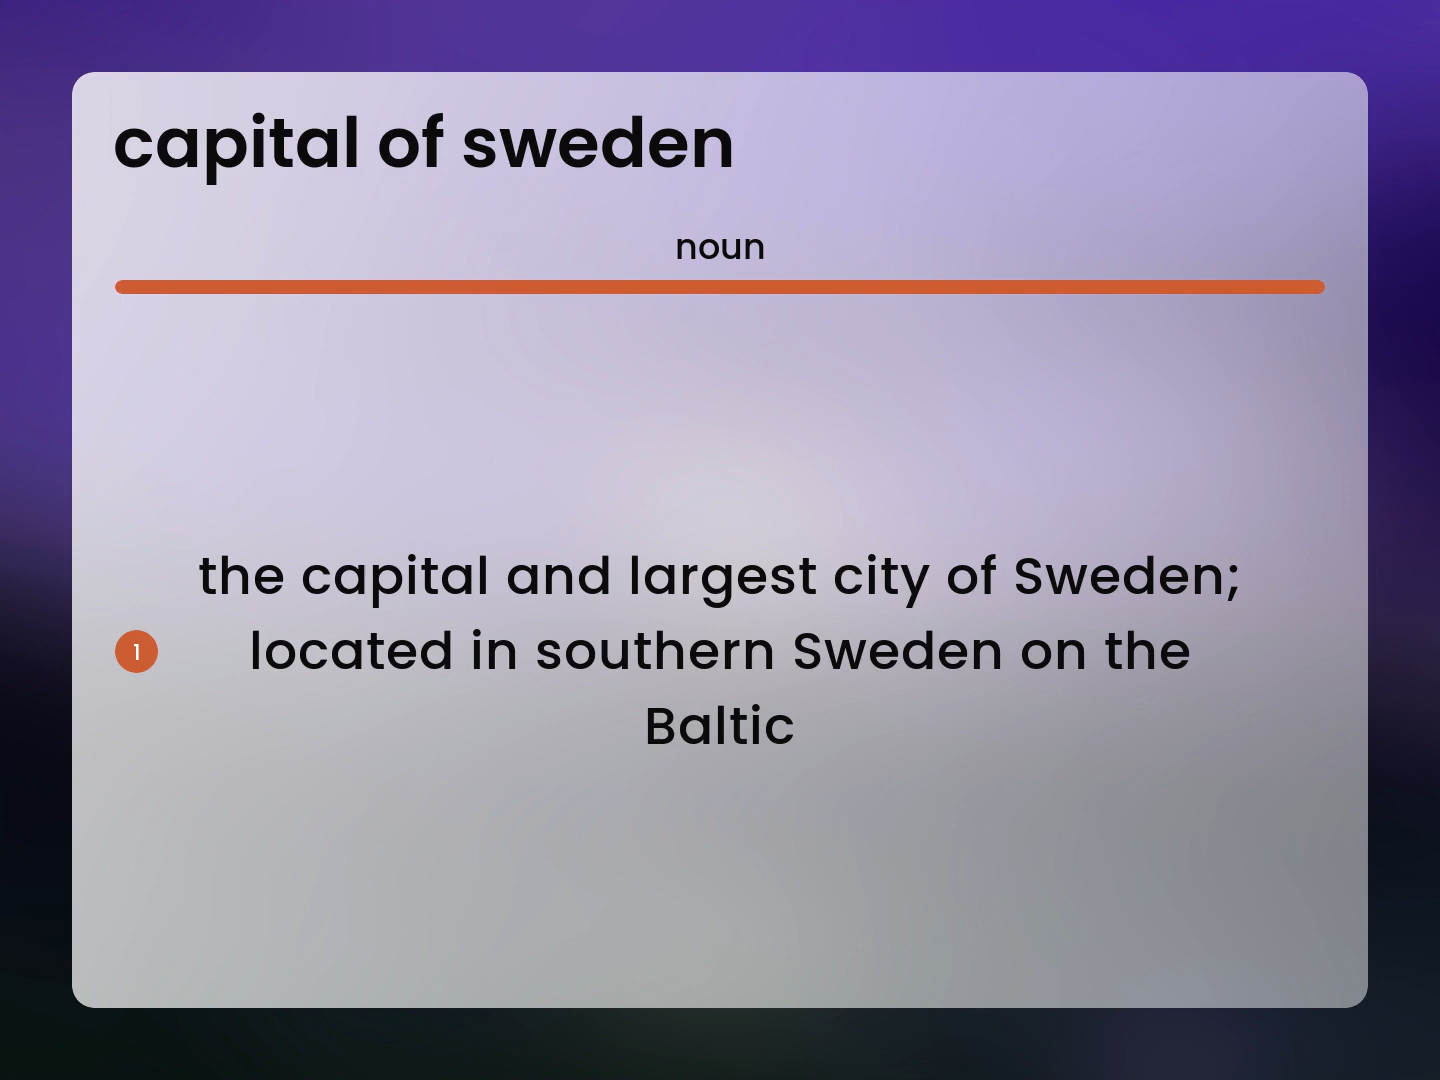 capital of sweden
noun
the capital and largest city of Sweden;
1 located in southern Sweden on the
Baltic